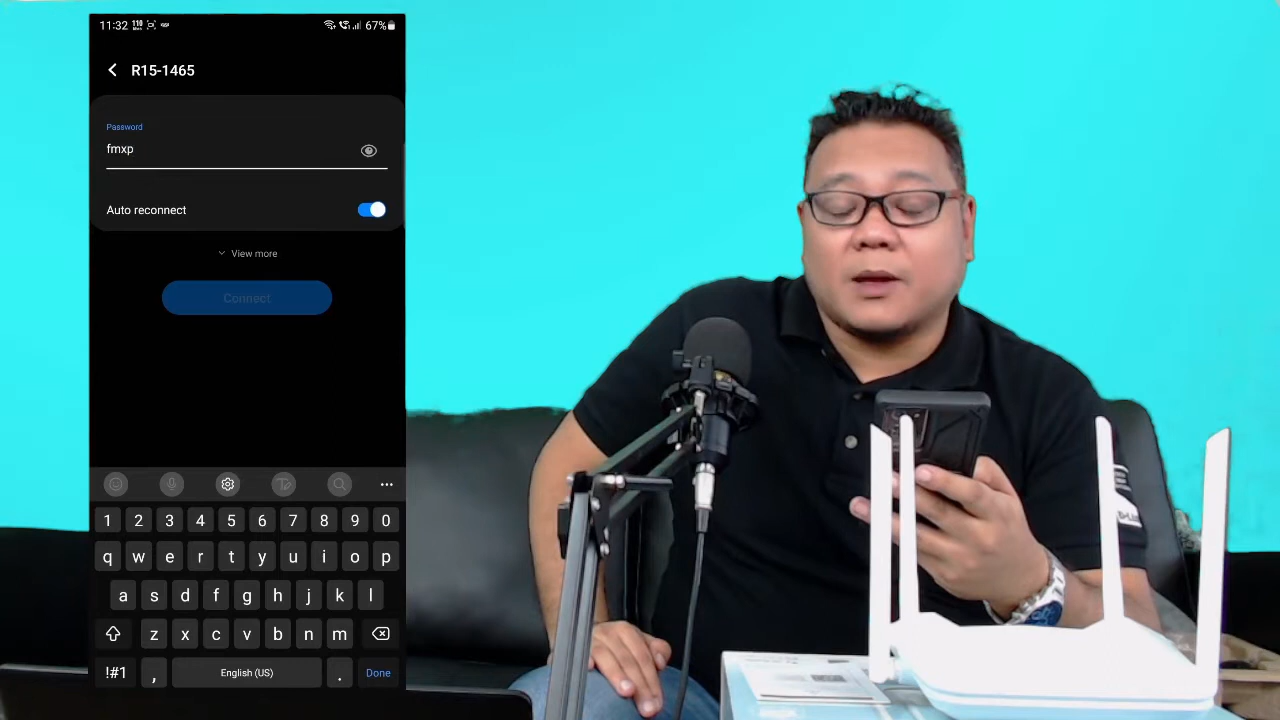 11:32 67%
R15-1465
Password
fmxp
Auto reconnect
View more
Connect
1 2 3 4 5 6 7 8 9 0
q w e r t y u i o p
a s d f g h j k l
z x c v b n m
!#1 , English (US) . Done